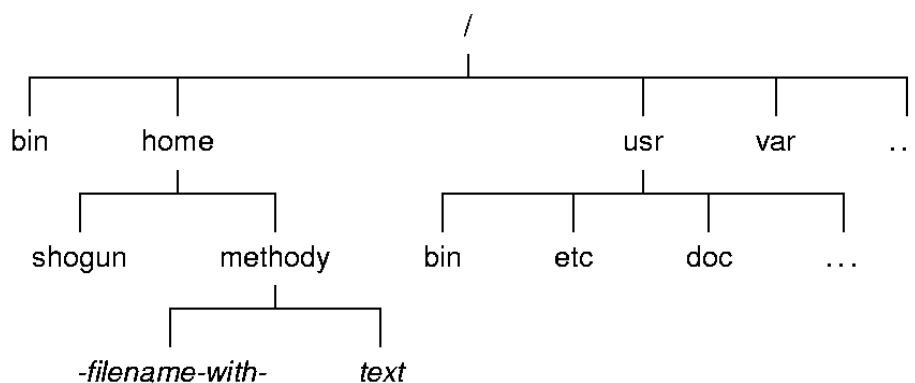 /
bin home usr var ..
shogun methody bin etc doc ...
-filename-with- text